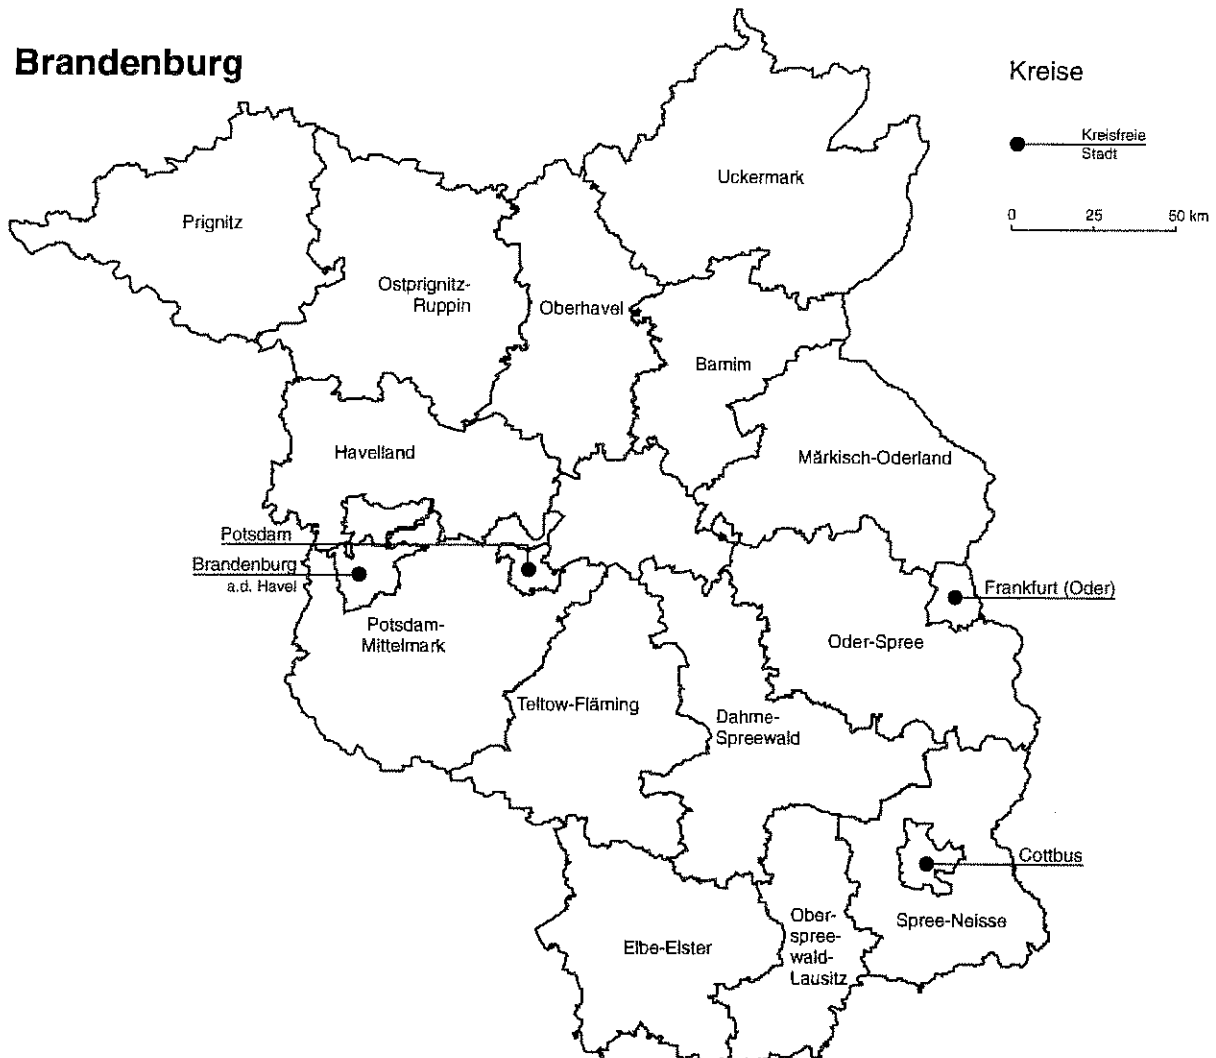 Brandenburg
Kreise
Kreisfreie
Stadt
0 25 50 km
Uckermark
Prignitz
Ostprignitz-
Ruppin
Oberhavel
Barnim
Havelland
Märkisch-Oderland
Potsdam
Brandenburg
a.d. Havel
Frankfurt (Oder)
Potsdam-
Mittelmark
Oder-Spree
Teltow-Fläming
Dahme-
Spreewald
Cottbus
Ober-
spree-
wald-
Lausitz
Spree-Neisse
Elbe-Elster